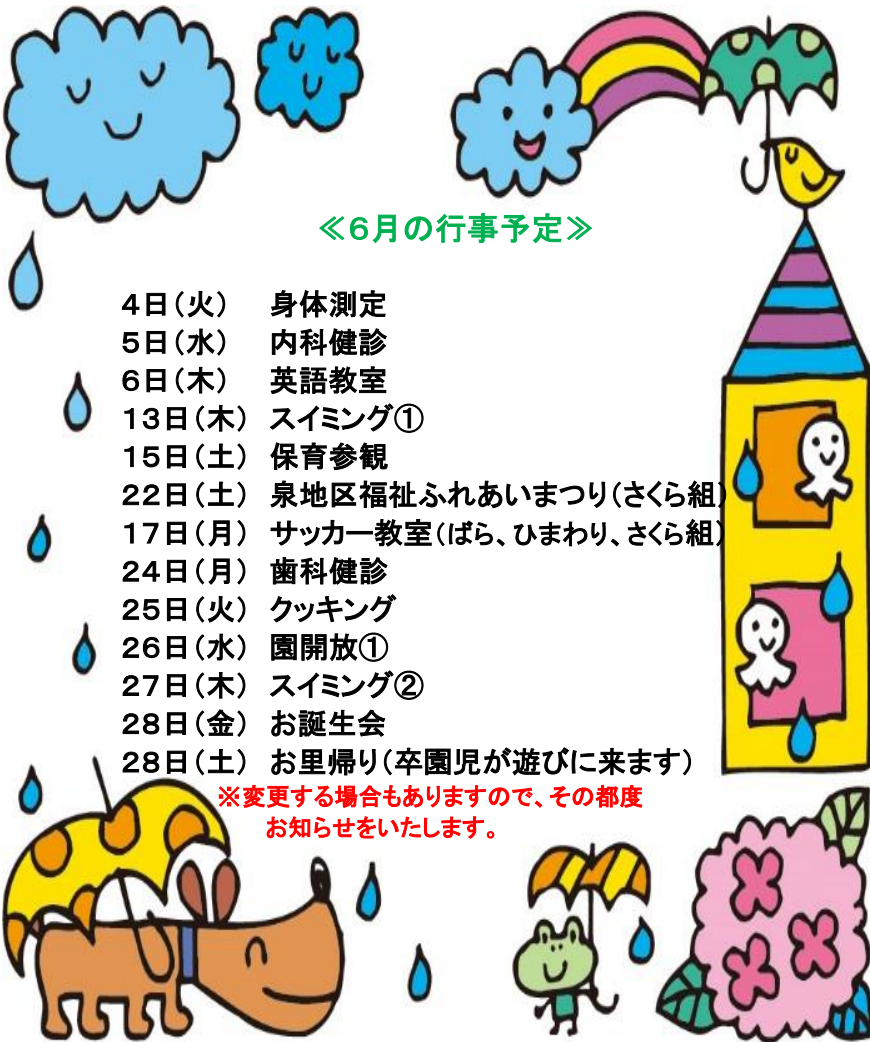 ≪６月の行事予定≫
４日（火）　身体測定
５日（水）　内科健診
６日（木）　英語教室
１３日（木）　スイミング①
１５日（土）　保育参観
２２日（土）　泉地区福祉ふれあいまつり（さくら組）
１７日（月）　サッカー教室（ばら、ひまわり、さくら組）
２４日（月）　歯科健診
２５日（火）　クッキング
２６日（水）　園開放①
２７日（木）　スイミング②
２８日（金）　お誕生会
２８日（土）　お里帰り（卒園児が遊びに来ます）
※変更する場合もありますので、その都度
お知らせをいたします。